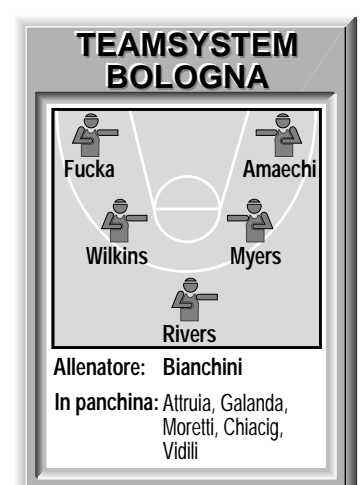 TEAMSYSTEM
BOLOGNA
Fucka Amaechi
Wilkins Myers
Rivers
Allenatore: Bianchini
In panchina: Attruia, Galanda,
Moretti, Chiacig,
Vidili